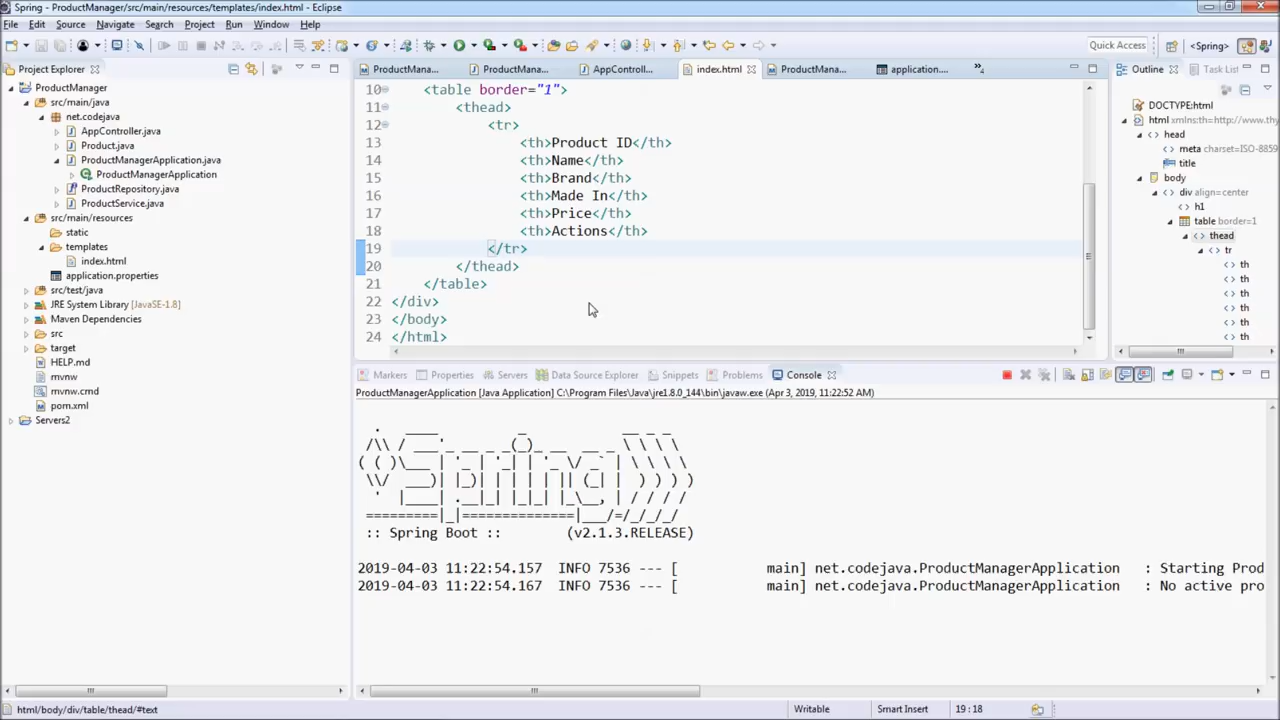 Spring - ProductManager/src/main/resources/templates/index.html - Eclipse
File Edit Source Navigate Search Project Run Window Help
Quick Access
<Spring>
Project Explorer
ProductManager
src/main/java
net.codejava
AppController.java
Product.java
ProductManagerApplication.java
ProductManagerApplication
ProductRepository.java
ProductService.java
src/main/resources
static
templates
index.html
application.properties
src/test/java
JRE System Library [JavaSE-1.8]
Maven Dependencies
src
target
HELP.md
mvnw
mvnw.cmd
pom.xml
Servers2
ProductMana... ProductMana... AppControll... index.html ProductMana... application....
10 <table border="1">
11 <thead>
12 <tr>
13 <th>Product ID</th>
14 <th>Name</th>
15 <th>Brand</th>
16 <th>Made In</th>
17 <th>Price</th>
18 <th>Actions</th>
19 </tr>
20 </thead>
21 </table>
22 </div>
23 </body>
24 </html>
Outline Task List
DOCTYPE:html
html xmlns:th=http://www.thy
head
meta charset=ISO-8859
title
body
div align=center
h1
table border=1
thead
tr
th
th
th
th
th
th
Markers Properties Servers Data Source Explorer Snippets Problems Console
ProductManagerApplication [Java Application] C:\Program Files\Java\jre1.8.0_144\bin\javaw.exe (Apr 3, 2019, 11:22:52 AM)
Spring
:: Spring Boot :: (v2.1.3.RELEASE)
2019-04-03 11:22:54.157 INFO 7536 --- [ main] net.codejava.ProductManagerApplication : Starting Prod
2019-04-03 11:22:54.167 INFO 7536 --- [ main] net.codejava.ProductManagerApplication : No active pro
html/body/div/table/thead/#text
Writable
Smart Insert
19 : 18